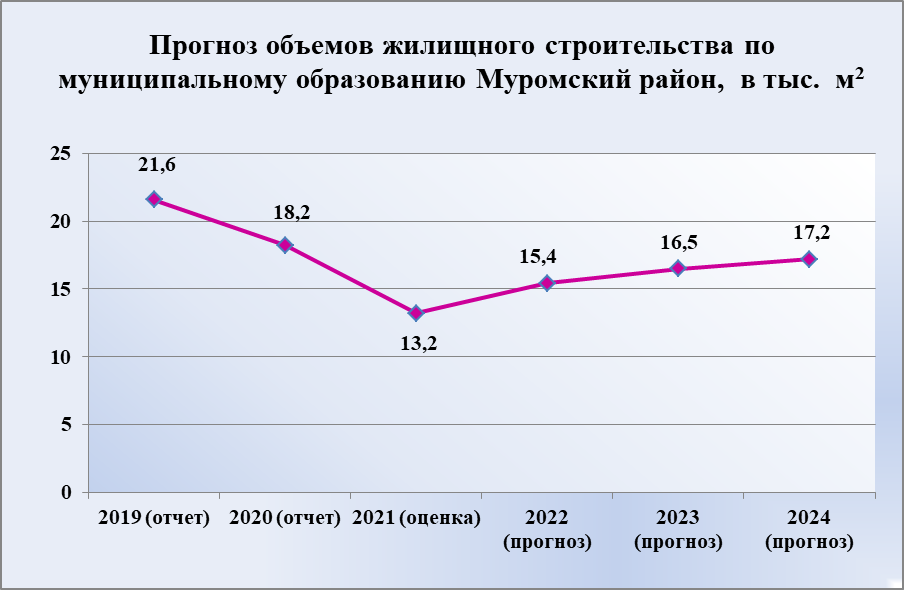 Прогноз объемов жилищного строительства по
муниципальному образованию Муромский район,  в тыс.  м²
25
20
15
10
5
0
21,6
18,2
13,2
15,4
16,5
17,2
2019 (отчет)
2020 (отчет)
2021 (оценка)
2022
(прогноз)
2023
(прогноз)
2024
(прогноз)